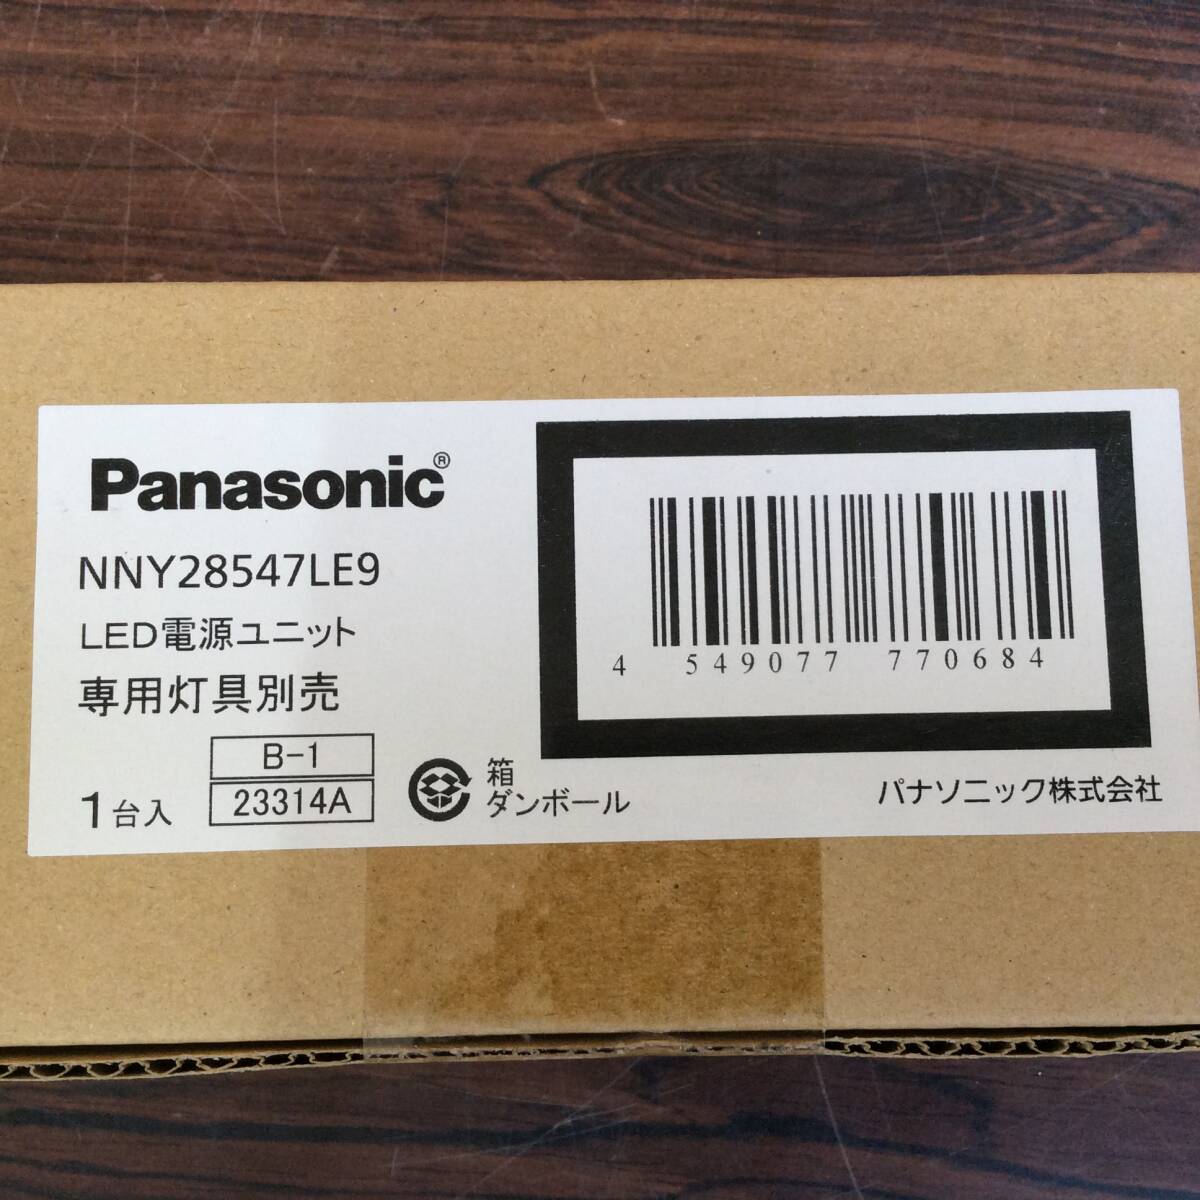 Panasonic®
NNY28547LE9
LED電源ユニット
専用灯具別売
B-1
23314A
1台入
箱
ダンボール
4 549077 770684
パナソニック株式会社